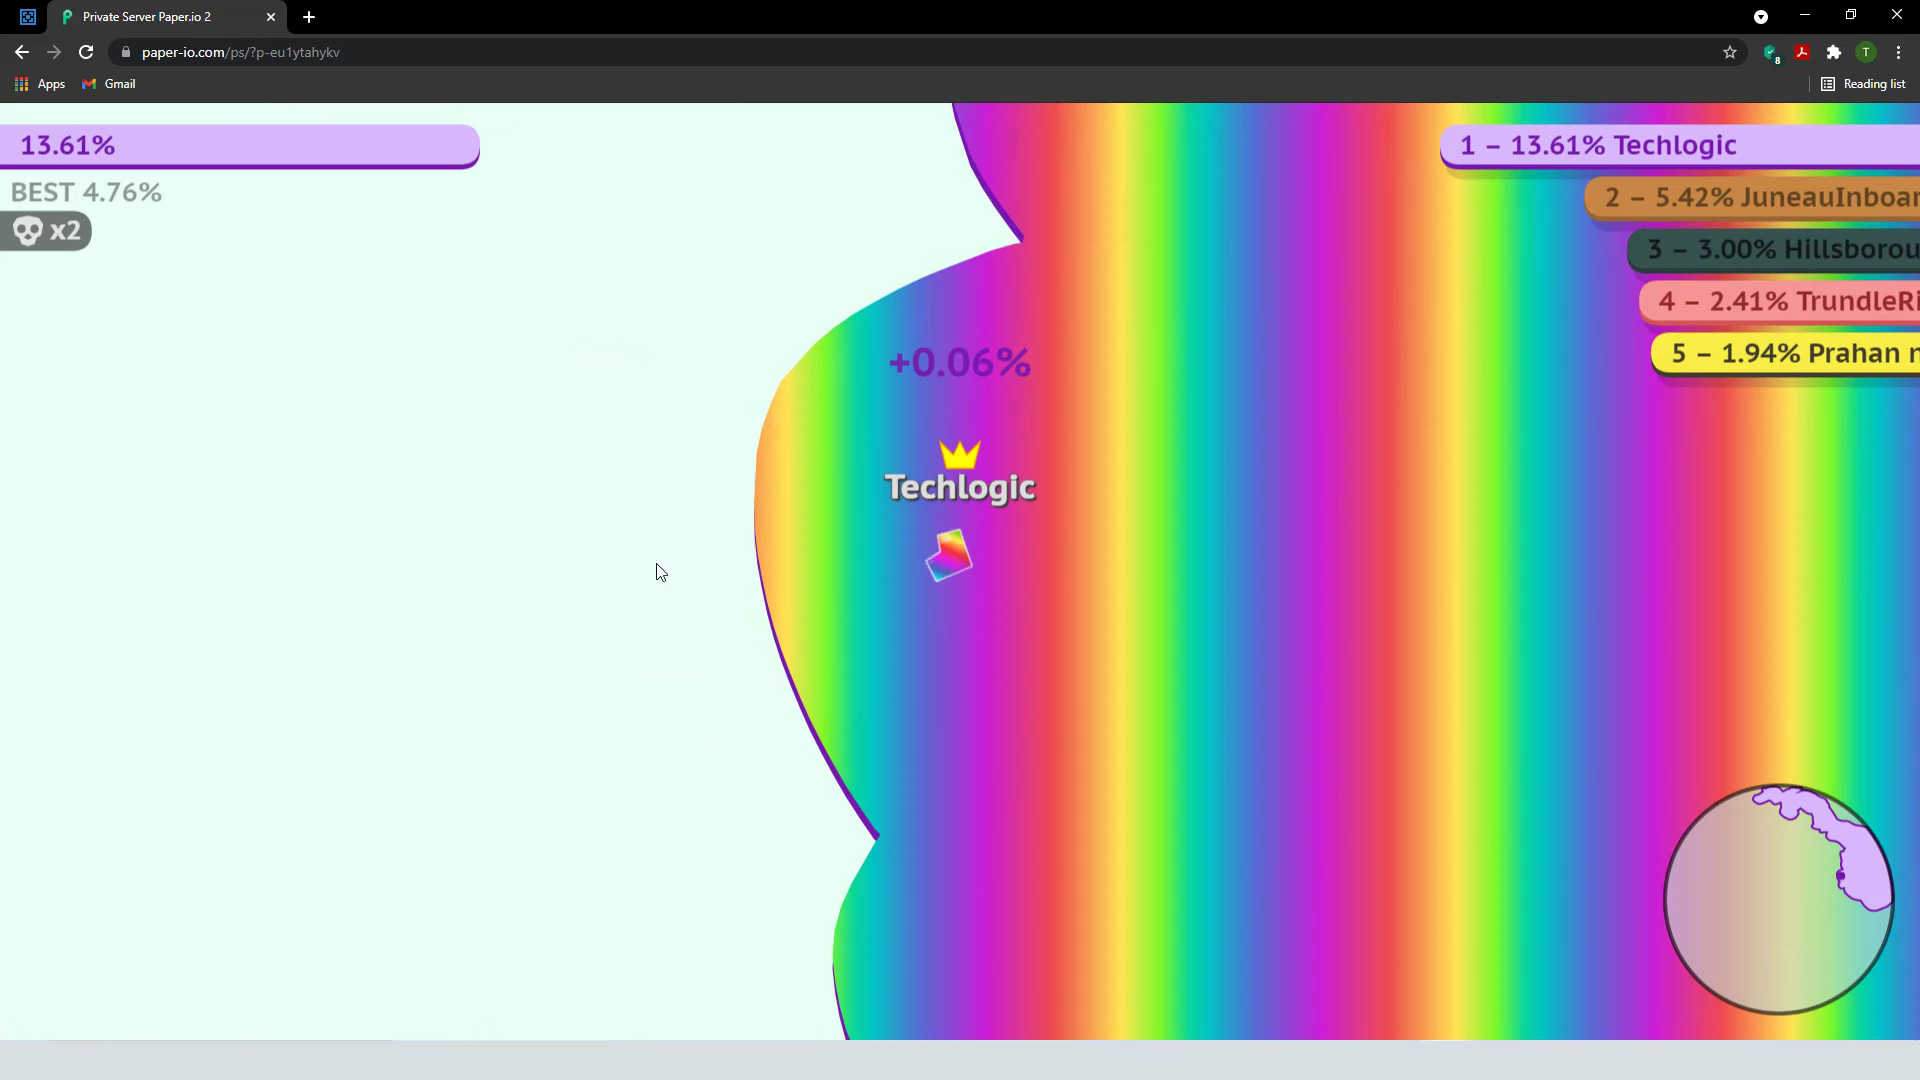 Private Server Paper.io 2
paper-io.com/ps/?p-eu1ytahykv
8
T
Apps
Gmail
Reading list
13.61%
BEST 4.76%
x2
1 – 13.61% Techlogic
2 – 5.42% JuneauInboar
3 – 3.00% Hillsborou
4 – 2.41% TrundleRi
5 – 1.94% Prahan n
+0.06%
Techlogic